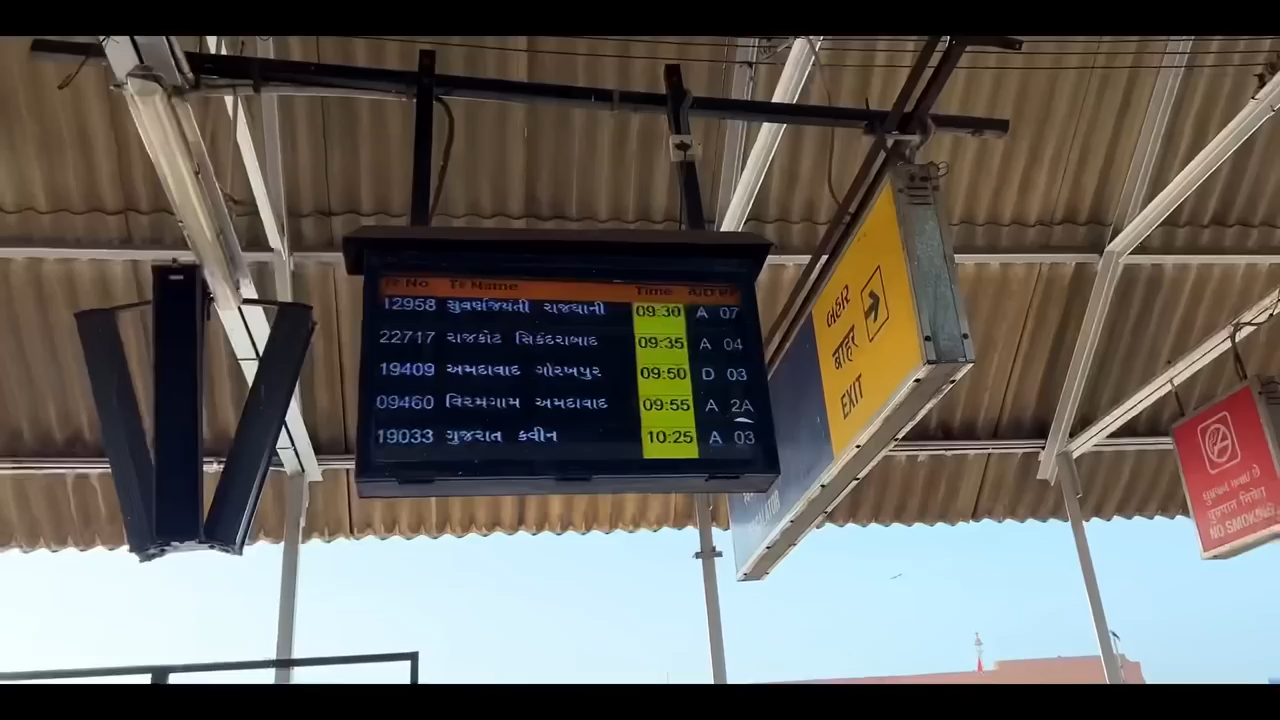 Tr No Tr Name Time A/D P.F
12958 સુવર્ણજયંતી રાજધાની 09:30 A 07
22717 રાજકોટ સિકંદરાબાદ 09:35 A 04
19409 અમદાવાદ ગોરખપુર 09:50 D 03
09460 વિરમગામ અમદાવાદ 09:55 A 2A
19033 ગુજરાત ક્વીન 10:25 A 03
બહાર
बाहर
EXIT
धूम्रपान निषेध
NO SMOKING